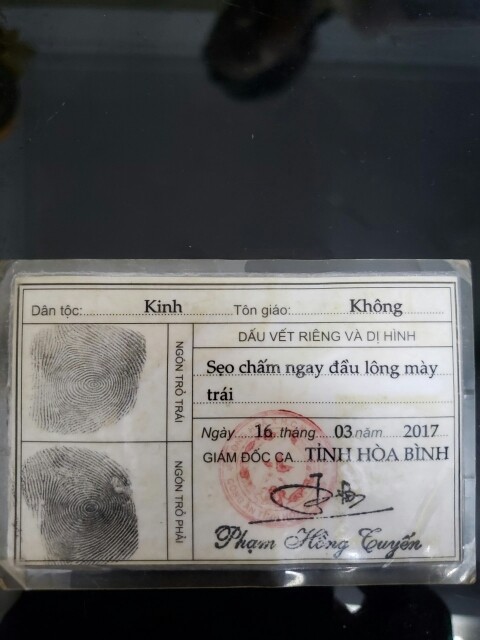 Dân tộc: Kinh Tôn giáo: Không
NGÓN TRỎ TRÁI
DẤU VẾT RIÊNG VÀ DỊ HÌNH
Sẹo chấm ngay đầu lông mày
trái
NGÓN TRỎ PHẢI
Ngày 16 tháng 03 năm 2017
GIÁM ĐỐC CA TỈNH HÒA BÌNH
Phạm Hồng Tuyến